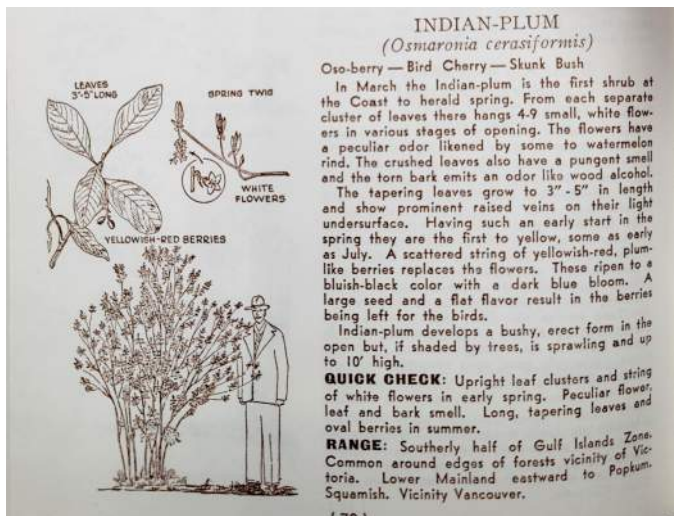 INDIAN-PLUM
(Osmaronia cerasiformis)
Oso-berry — Bird Cherry — Skunk Bush
In March the Indian-plum is the first shrub at
the Coast to herald spring. From each separate
cluster of leaves there hangs 4-9 small, white flow-
ers in various stages of opening. The flowers have
a peculiar odor likened by some to watermelon
rind. The crushed leaves also have a pungent smell
and the torn bark emits an odor like wood alcohol.
The tapering leaves grow to 3" - 5" in length
and show prominent raised veins on their light
undersurface. Having such an early start in the
spring they are the first to yellow, some as early
as July. A scattered string of yellowish-red, plum-
like berries replaces the flowers. These ripen to a
bluish-black color with a dark blue bloom. A
large seed and a flat flavor result in the berries
being left for the birds.
Indian-plum develops a bushy, erect form in the
open but, if shaded by trees, is sprawling and up
to 10' high.
QUICK CHECK: Upright leaf clusters and string
of white flowers in early spring. Peculiar flower,
leaf and bark smell. Long, tapering leaves and
oval berries in summer.
RANGE: Southerly half of Gulf Islands Zone.
Common around edges of forests vicinity of Vic-
toria. Lower Mainland eastward to Popkum.
Squamish. Vicinity Vancouver.
LEAVES
3"-5" LONG
SPRING TWIG
WHITE
FLOWERS
YELLOWISH-RED BERRIES